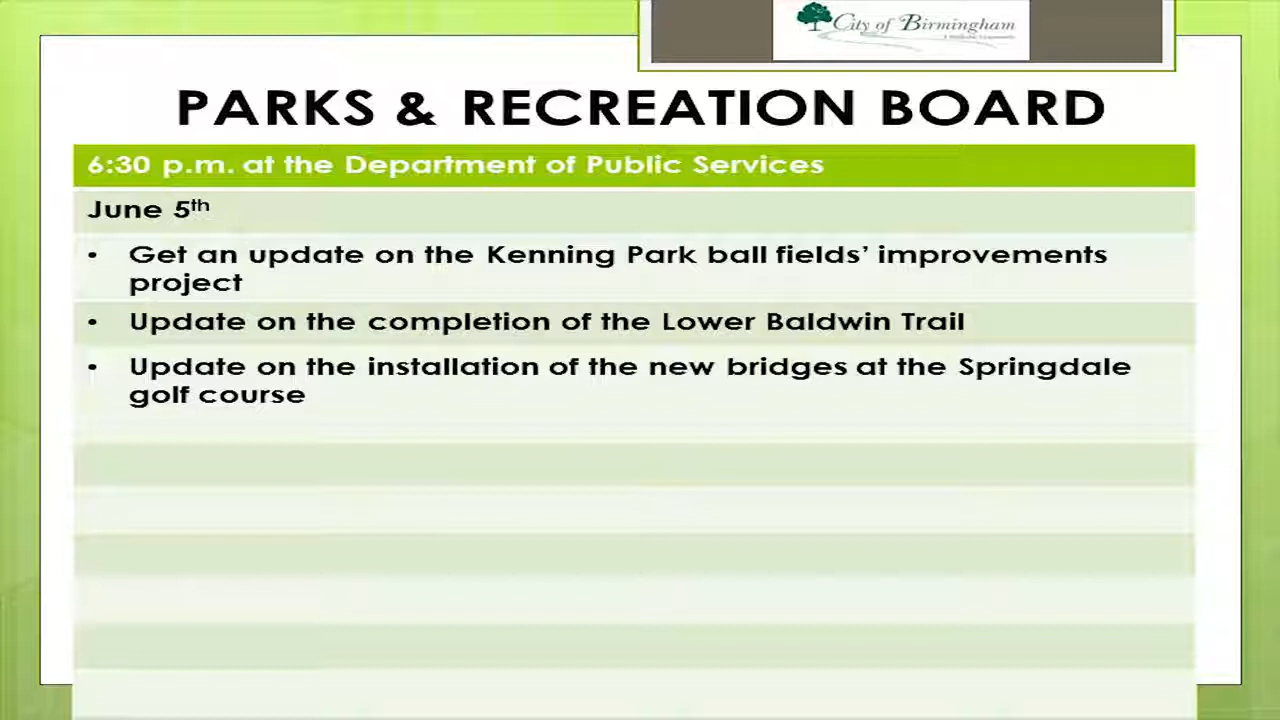 City of Birmingham
PARKS & RECREATION BOARD
6:30 p.m. at the Department of Public Services
June 5th
• Get an update on the Kenning Park ball fields’ improvements
project
• Update on the completion of the Lower Baldwin Trail
• Update on the installation of the new bridges at the Springdale
golf course